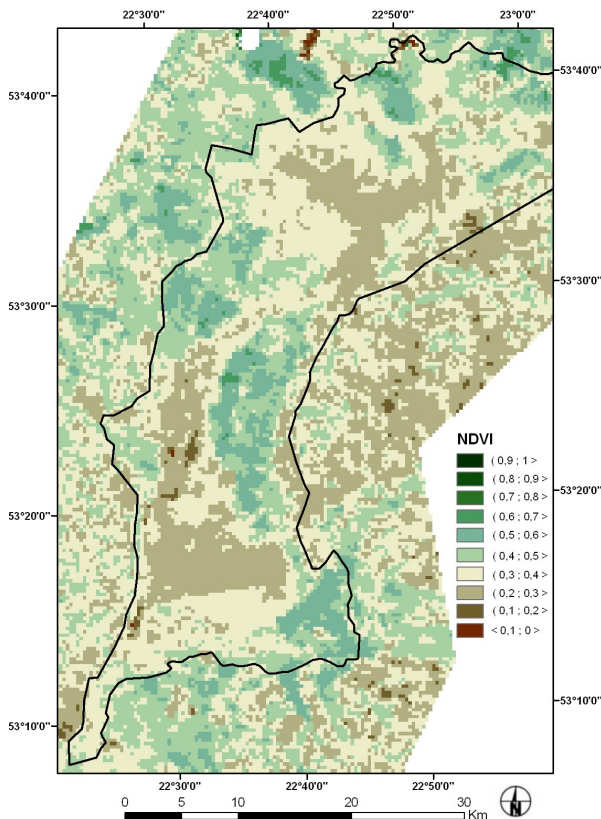 22°30'0" 22°40'0" 22°50'0" 23°0'0"
53°40'0" 53°40'0"
53°30'0" 53°30'0"
NDVI
( 0,9 ; 1 >
( 0,8 ; 0,9 >
( 0,7 ; 0,8 >
( 0,6 ; 0,7 >
( 0,5 ; 0,6 >
( 0,4 ; 0,5 >
( 0,3 ; 0,4 >
( 0,2 ; 0,3 >
( 0,1 ; 0,2 >
< 0,1 ; 0 >
53°20'0" 53°20'0"
53°10'0" 53°10'0"
22°30'0" 22°40'0" 22°50'0"
0 5 10 20 30
Km
N